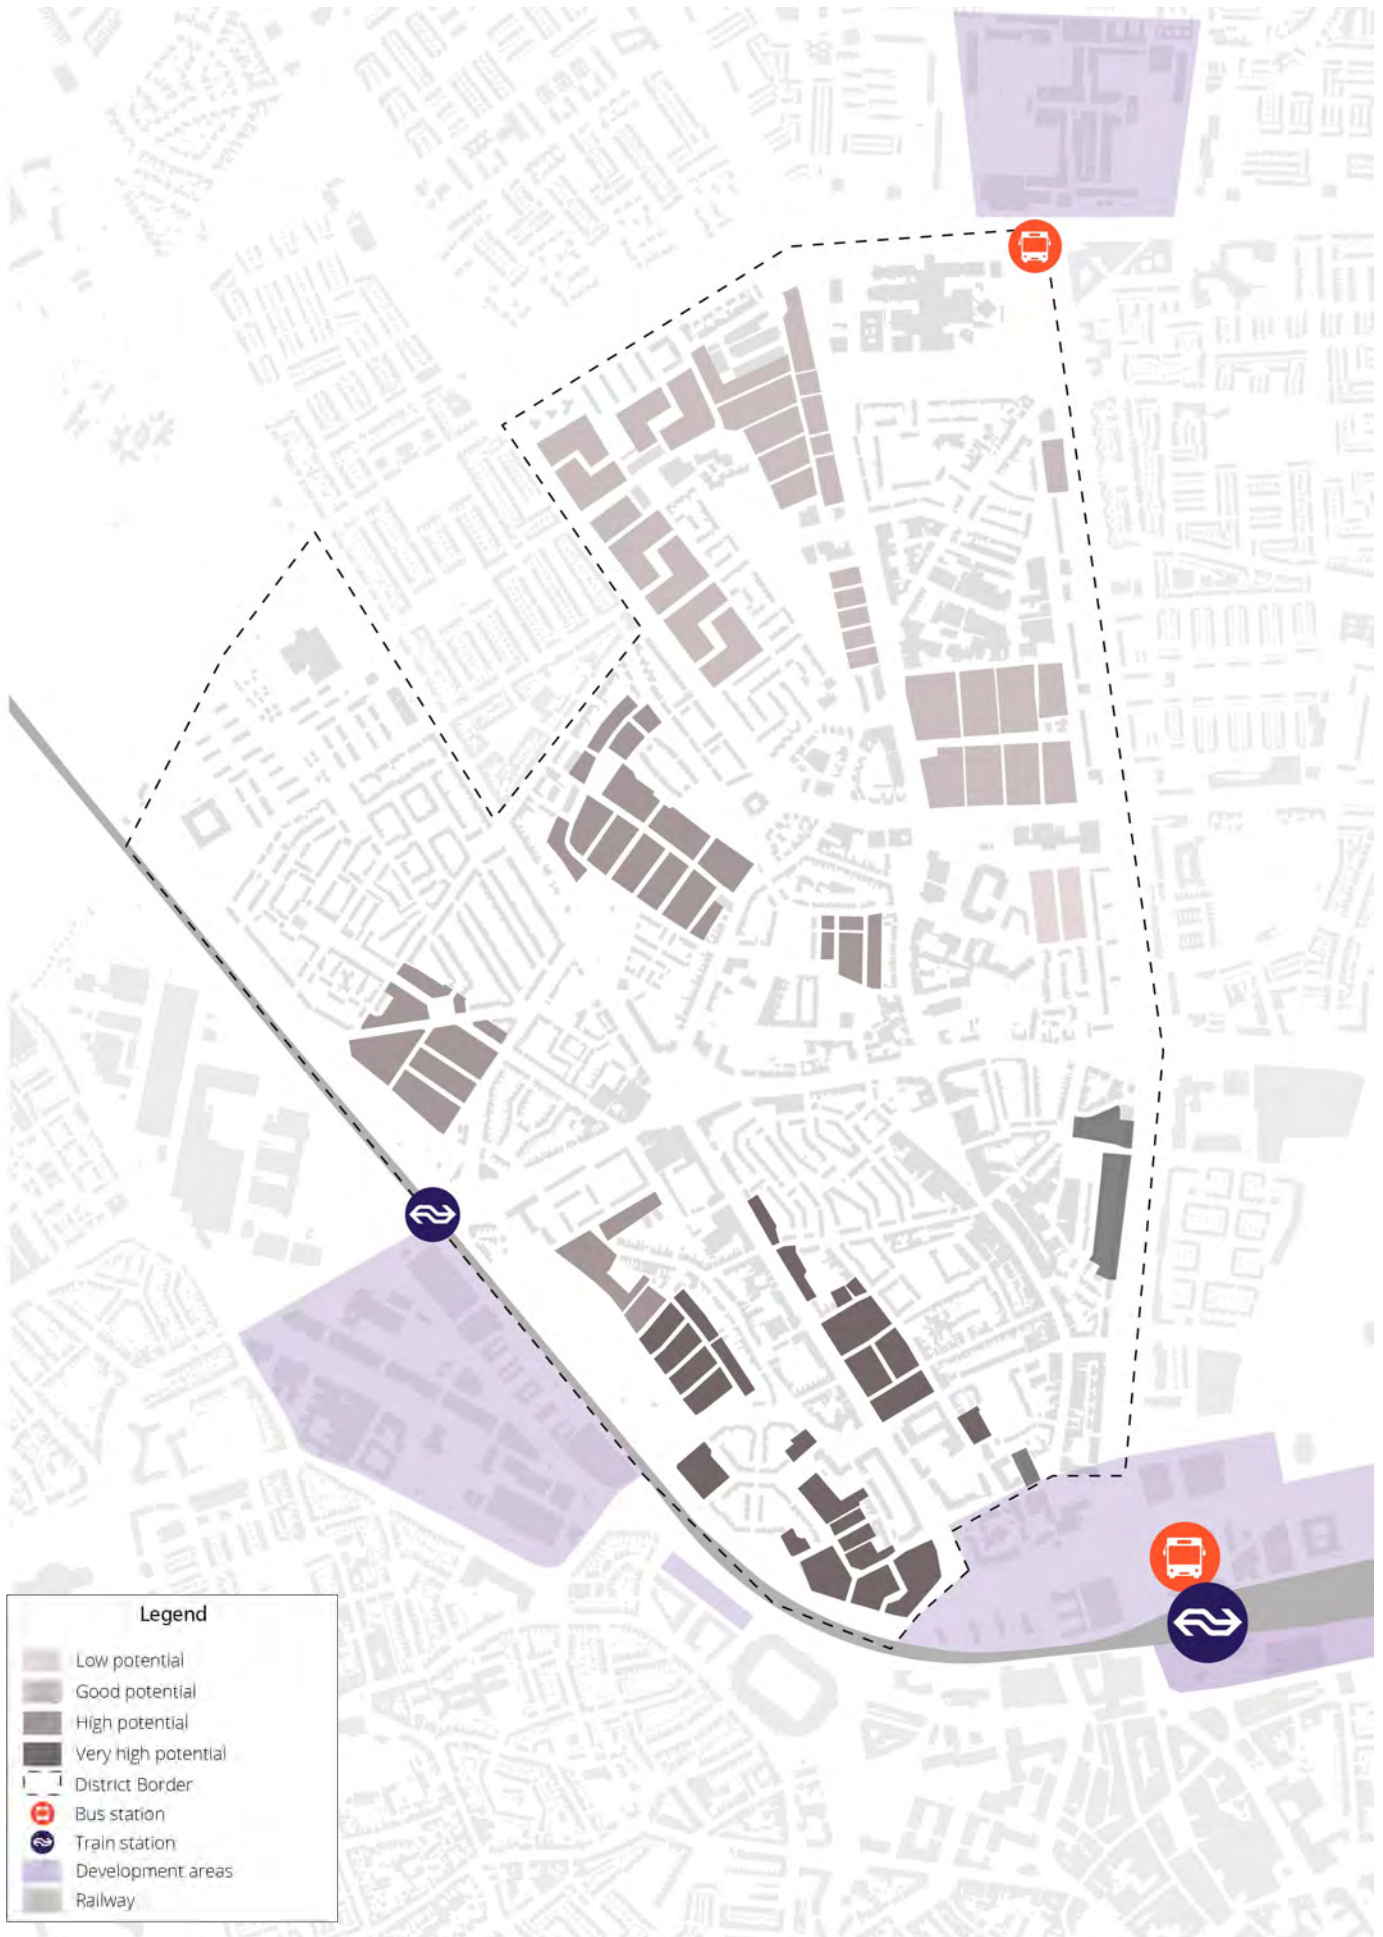 Legend
Low potential
Good potential
High potential
Very high potential
District Border
Bus station
Train station
Development areas
Railway